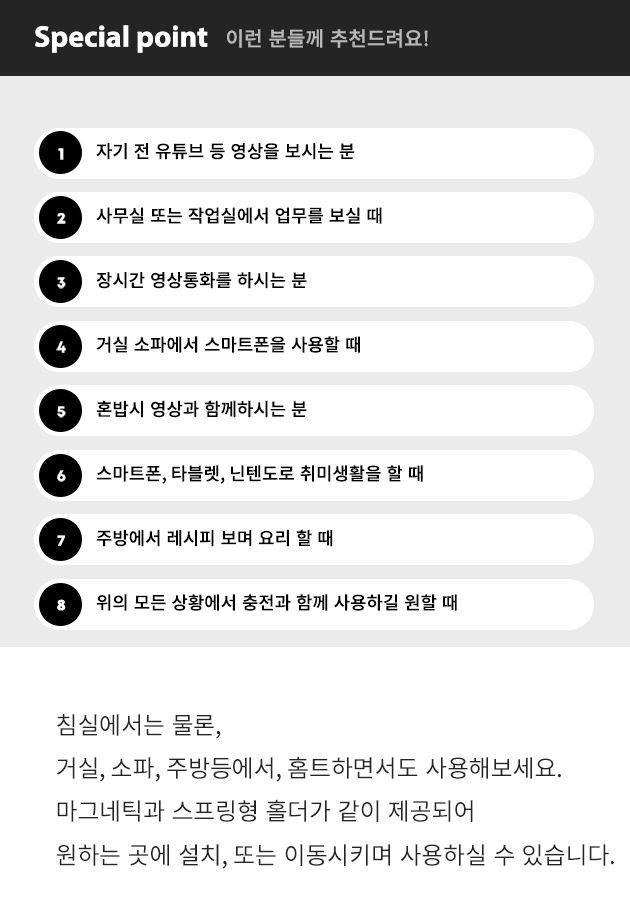 Special point 이런 분들께 추천드려요!
1 자기 전 유튜브 등 영상을 보시는 분
2 사무실 또는 작업실에서 업무를 보실 때
3 장시간 영상통화를 하시는 분
4 거실 소파에서 스마트폰을 사용할 때
5 혼밥시 영상과 함께하시는 분
6 스마트폰, 타블렛, 닌텐도로 취미생활을 할 때
7 주방에서 레시피 보며 요리 할 때
8 위의 모든 상황에서 충전과 함께 사용하길 원할 때
침실에서는 물론,
거실, 소파, 주방등에서, 홈트하면서도 사용해보세요.
마그네틱과 스프링형 홀더가 같이 제공되어
원하는 곳에 설치, 또는 이동시키며 사용하실 수 있습니다.